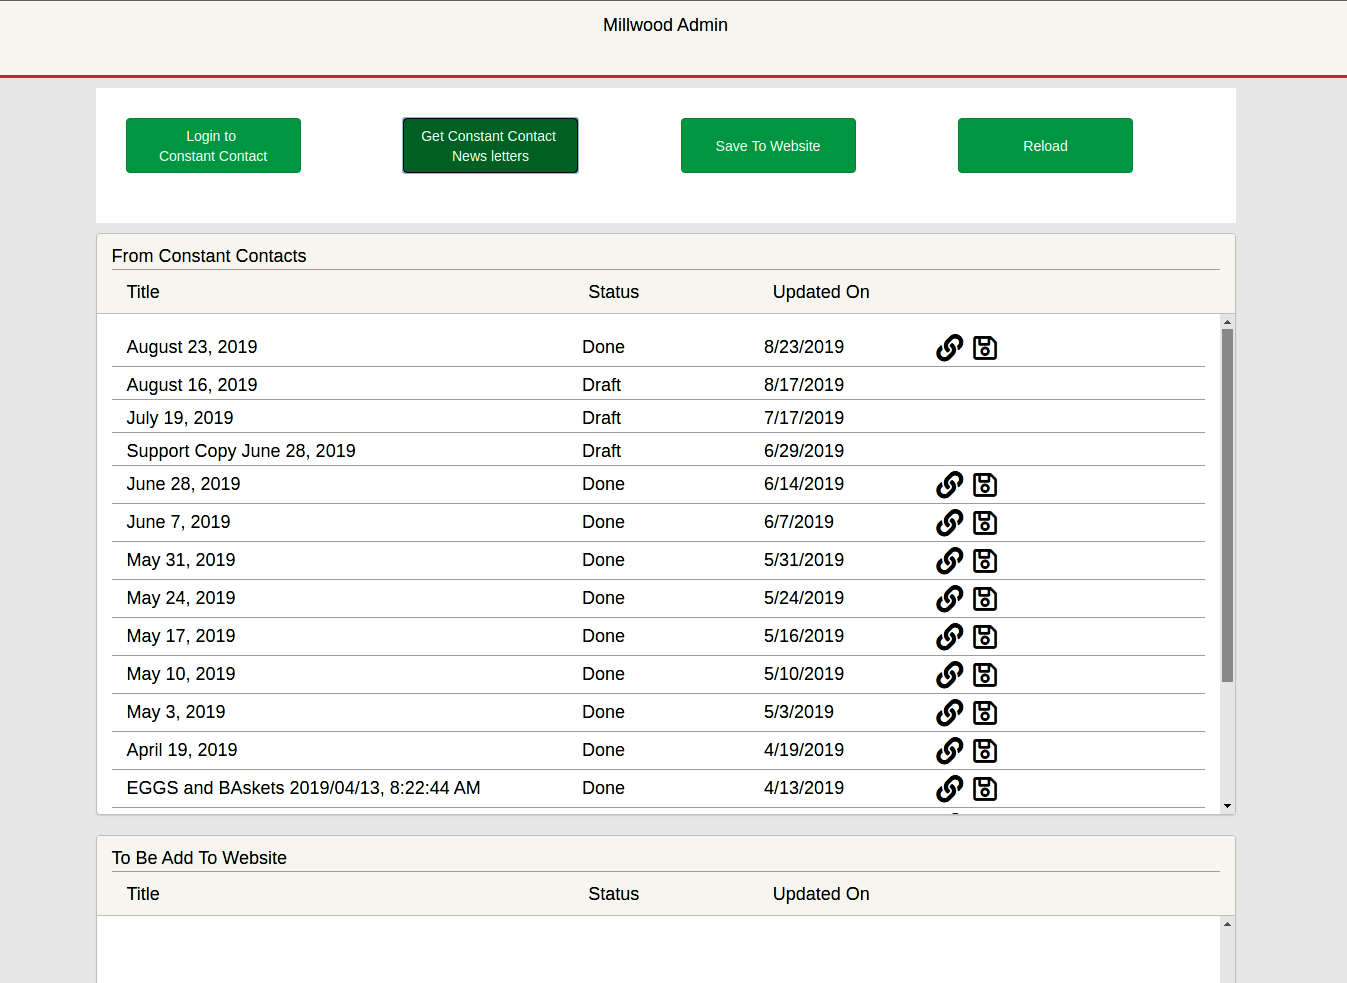 Millwood Admin
Login to
Constant Contact
Get Constant Contact
News letters
Save To Website
Reload
From Constant Contacts
Title Status Updated On
August 23, 2019 Done 8/23/2019
August 16, 2019 Draft 8/17/2019
July 19, 2019 Draft 7/17/2019
Support Copy June 28, 2019 Draft 6/29/2019
June 28, 2019 Done 6/14/2019
June 7, 2019 Done 6/7/2019
May 31, 2019 Done 5/31/2019
May 24, 2019 Done 5/24/2019
May 17, 2019 Done 5/16/2019
May 10, 2019 Done 5/10/2019
May 3, 2019 Done 5/3/2019
April 19, 2019 Done 4/19/2019
EGGS and BAskets 2019/04/13, 8:22:44 AM Done 4/13/2019
To Be Add To Website
Title Status Updated On